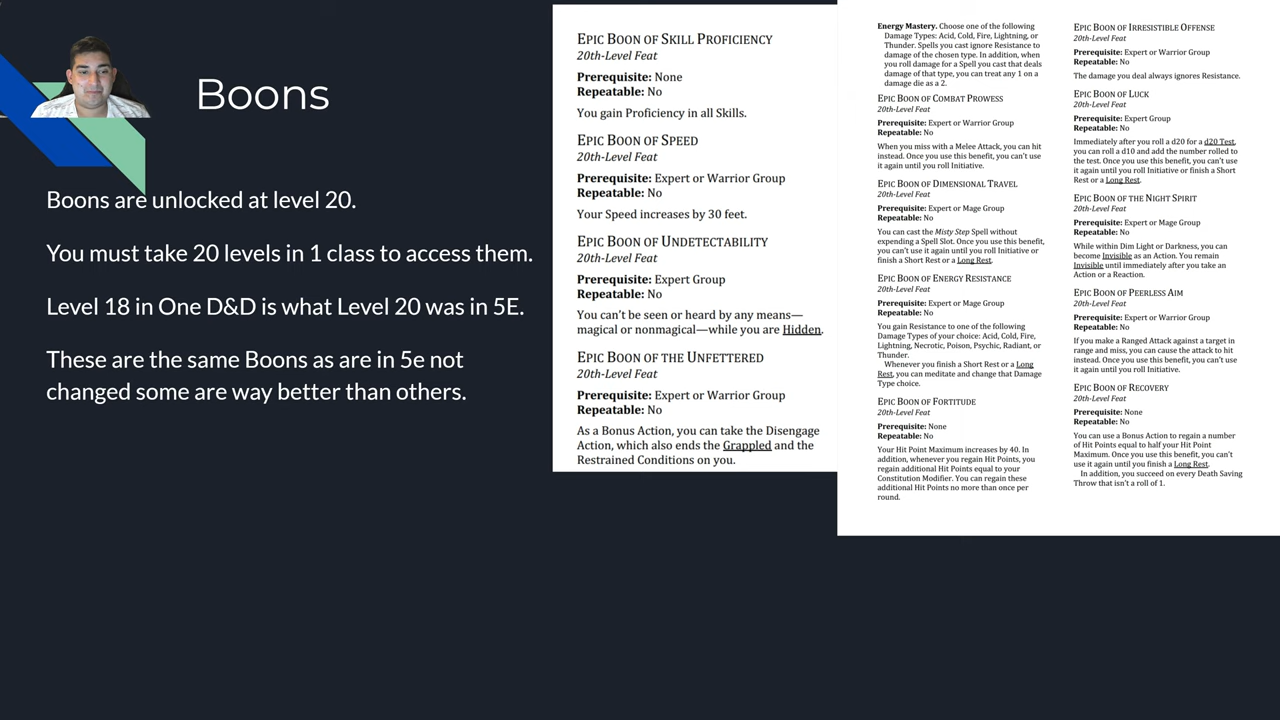 Boons
Boons are unlocked at level 20.
You must take 20 levels in 1 class to access them.
Level 18 in One D&D is what Level 20 was in 5E.
These are the same Boons as are in 5e not
changed some are way better than others.
EPIC BOON OF SKILL PROFICIENCY
20th-Level Feat
Prerequisite: None
Repeatable: No
You gain Proficiency in all Skills.
EPIC BOON OF SPEED
20th-Level Feat
Prerequisite: Expert or Warrior Group
Repeatable: No
Your Speed increases by 30 feet.
EPIC BOON OF UNDETECTABILITY
20th-Level Feat
Prerequisite: Expert Group
Repeatable: No
You can't be seen or heard by any means—
magical or nonmagical—while you are Hidden.
EPIC BOON OF THE UNFETTERED
20th-Level Feat
Prerequisite: Expert or Warrior Group
Repeatable: No
As a Bonus Action, you can take the Disengage
Action, which also ends the Grappled and the
Restrained Conditions on you.
Energy Mastery. Choose one of the following
Damage Types: Acid, Cold, Fire, Lightning, or
Thunder. Spells you cast ignore Resistance to
damage of the chosen type. In addition, when
you roll damage for a Spell you cast that deals
damage of that type, you can treat any 1 on a
damage die as a 2.
EPIC BOON OF COMBAT PROWESS
20th-Level Feat
Prerequisite: Expert or Warrior Group
Repeatable: No
When you miss with a Melee Attack, you can hit
instead. Once you use this benefit, you can't use
it again until you roll Initiative.
EPIC BOON OF DIMENSIONAL TRAVEL
20th-Level Feat
Prerequisite: Expert or Mage Group
Repeatable: No
You can cast the Misty Step Spell without
expending a Spell Slot. Once you use this benefit,
you can't use it again until you roll Initiative or
finish a Short Rest or a Long Rest.
EPIC BOON OF ENERGY RESISTANCE
20th-Level Feat
Prerequisite: Expert or Mage Group
Repeatable: No
You gain Resistance to one of the following
Damage Types of your choice: Acid, Cold, Fire,
Lightning, Necrotic, Poison, Psychic, Radiant, or
Thunder.
Whenever you finish a Short Rest or a Long
Rest, you can meditate and change that Damage
Type choice.
EPIC BOON OF FORTITUDE
20th-Level Feat
Prerequisite: None
Repeatable: No
Your Hit Point Maximum increases by 40. In
addition, whenever you regain Hit Points, you
regain additional Hit Points equal to your
Constitution Modifier. You can regain these
additional Hit Points no more than once per
round.
EPIC BOON OF IRRESISTIBLE OFFENSE
20th-Level Feat
Prerequisite: Expert or Warrior Group
Repeatable: No
The damage you deal always ignores Resistance.
EPIC BOON OF LUCK
20th-Level Feat
Prerequisite: Expert Group
Repeatable: No
Immediately after you roll a d20 for a d20 Test,
you can roll a d10 and add the number rolled to
the test. Once you use this benefit, you can't use
it again until you roll Initiative or finish a Short
Rest or a Long Rest.
EPIC BOON OF THE NIGHT SPIRIT
20th-Level Feat
Prerequisite: Expert or Mage Group
Repeatable: No
While within Dim Light or Darkness, you can
become Invisible as an Action. You remain
Invisible until immediately after you take an
Action or a Reaction.
EPIC BOON OF PEERLESS AIM
20th-Level Feat
Prerequisite: Expert or Warrior Group
Repeatable: No
If you make a Ranged Attack against a target in
range and miss, you can cause the attack to hit
instead. Once you use this benefit, you can't use
it again until you roll Initiative.
EPIC BOON OF RECOVERY
20th-Level Feat
Prerequisite: None
Repeatable: No
You can use a Bonus Action to regain a number
of Hit Points equal to half your Hit Point
Maximum. Once you use this benefit, you can't
use it again until you finish a Long Rest.
In addition, you succeed on every Death Saving
Throw that isn't a roll of 1.